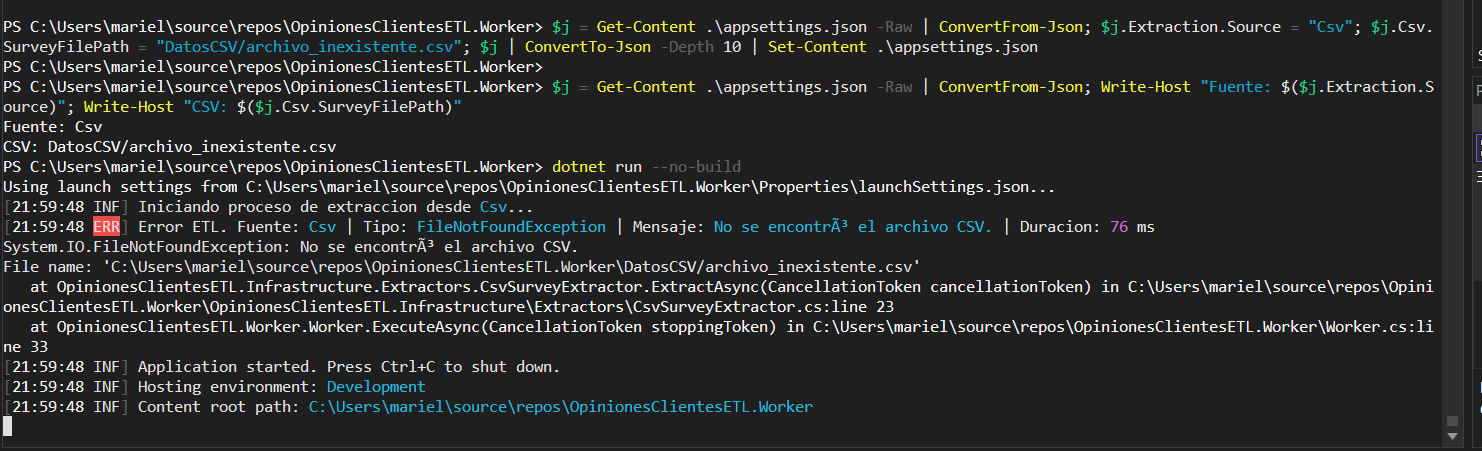 PS C:\Users\mariel\source\repos\OpinionesClientesETL.Worker> $j = Get-Content .\appsettings.json -Raw | ConvertFrom-Json; $j.Extraction.Source = "Csv"; $j.Csv.
SurveyFilePath = "DatosCSV/archivo_inexistente.csv"; $j | ConvertTo-Json -Depth 10 | Set-Content .\appsettings.json
PS C:\Users\mariel\source\repos\OpinionesClientesETL.Worker>
PS C:\Users\mariel\source\repos\OpinionesClientesETL.Worker> $j = Get-Content .\appsettings.json -Raw | ConvertFrom-Json; Write-Host "Fuente: $($j.Extraction.S
ource)"; Write-Host "CSV: $($j.Csv.SurveyFilePath)"
Fuente: Csv
CSV: DatosCSV/archivo_inexistente.csv
PS C:\Users\mariel\source\repos\OpinionesClientesETL.Worker> dotnet run --no-build
Using launch settings from C:\Users\mariel\source\repos\OpinionesClientesETL.Worker\Properties\launchSettings.json...
[21:59:48 INF] Iniciando proceso de extraccion desde Csv...
[21:59:48 ERR] Error ETL. Fuente: Csv | Tipo: FileNotFoundException | Mensaje: No se encontrÃ³ el archivo CSV. | Duracion: 76 ms
System.IO.FileNotFoundException: No se encontrÃ³ el archivo CSV.
File name: 'C:\Users\mariel\source\repos\OpinionesClientesETL.Worker\DatosCSV/archivo_inexistente.csv'
   at OpinionesClientesETL.Infrastructure.Extractors.CsvSurveyExtractor.ExtractAsync(CancellationToken cancellationToken) in C:\Users\mariel\source\repos\Opini
onesClientesETL.Worker\OpinionesClientesETL.Infrastructure\Extractors\CsvSurveyExtractor.cs:line 23
   at OpinionesClientesETL.Worker.Worker.ExecuteAsync(CancellationToken stoppingToken) in C:\Users\mariel\source\repos\OpinionesClientesETL.Worker\Worker.cs:li
ne 33
[21:59:48 INF] Application started. Press Ctrl+C to shut down.
[21:59:48 INF] Hosting environment: Development
[21:59:48 INF] Content root path: C:\Users\mariel\source\repos\OpinionesClientesETL.Worker